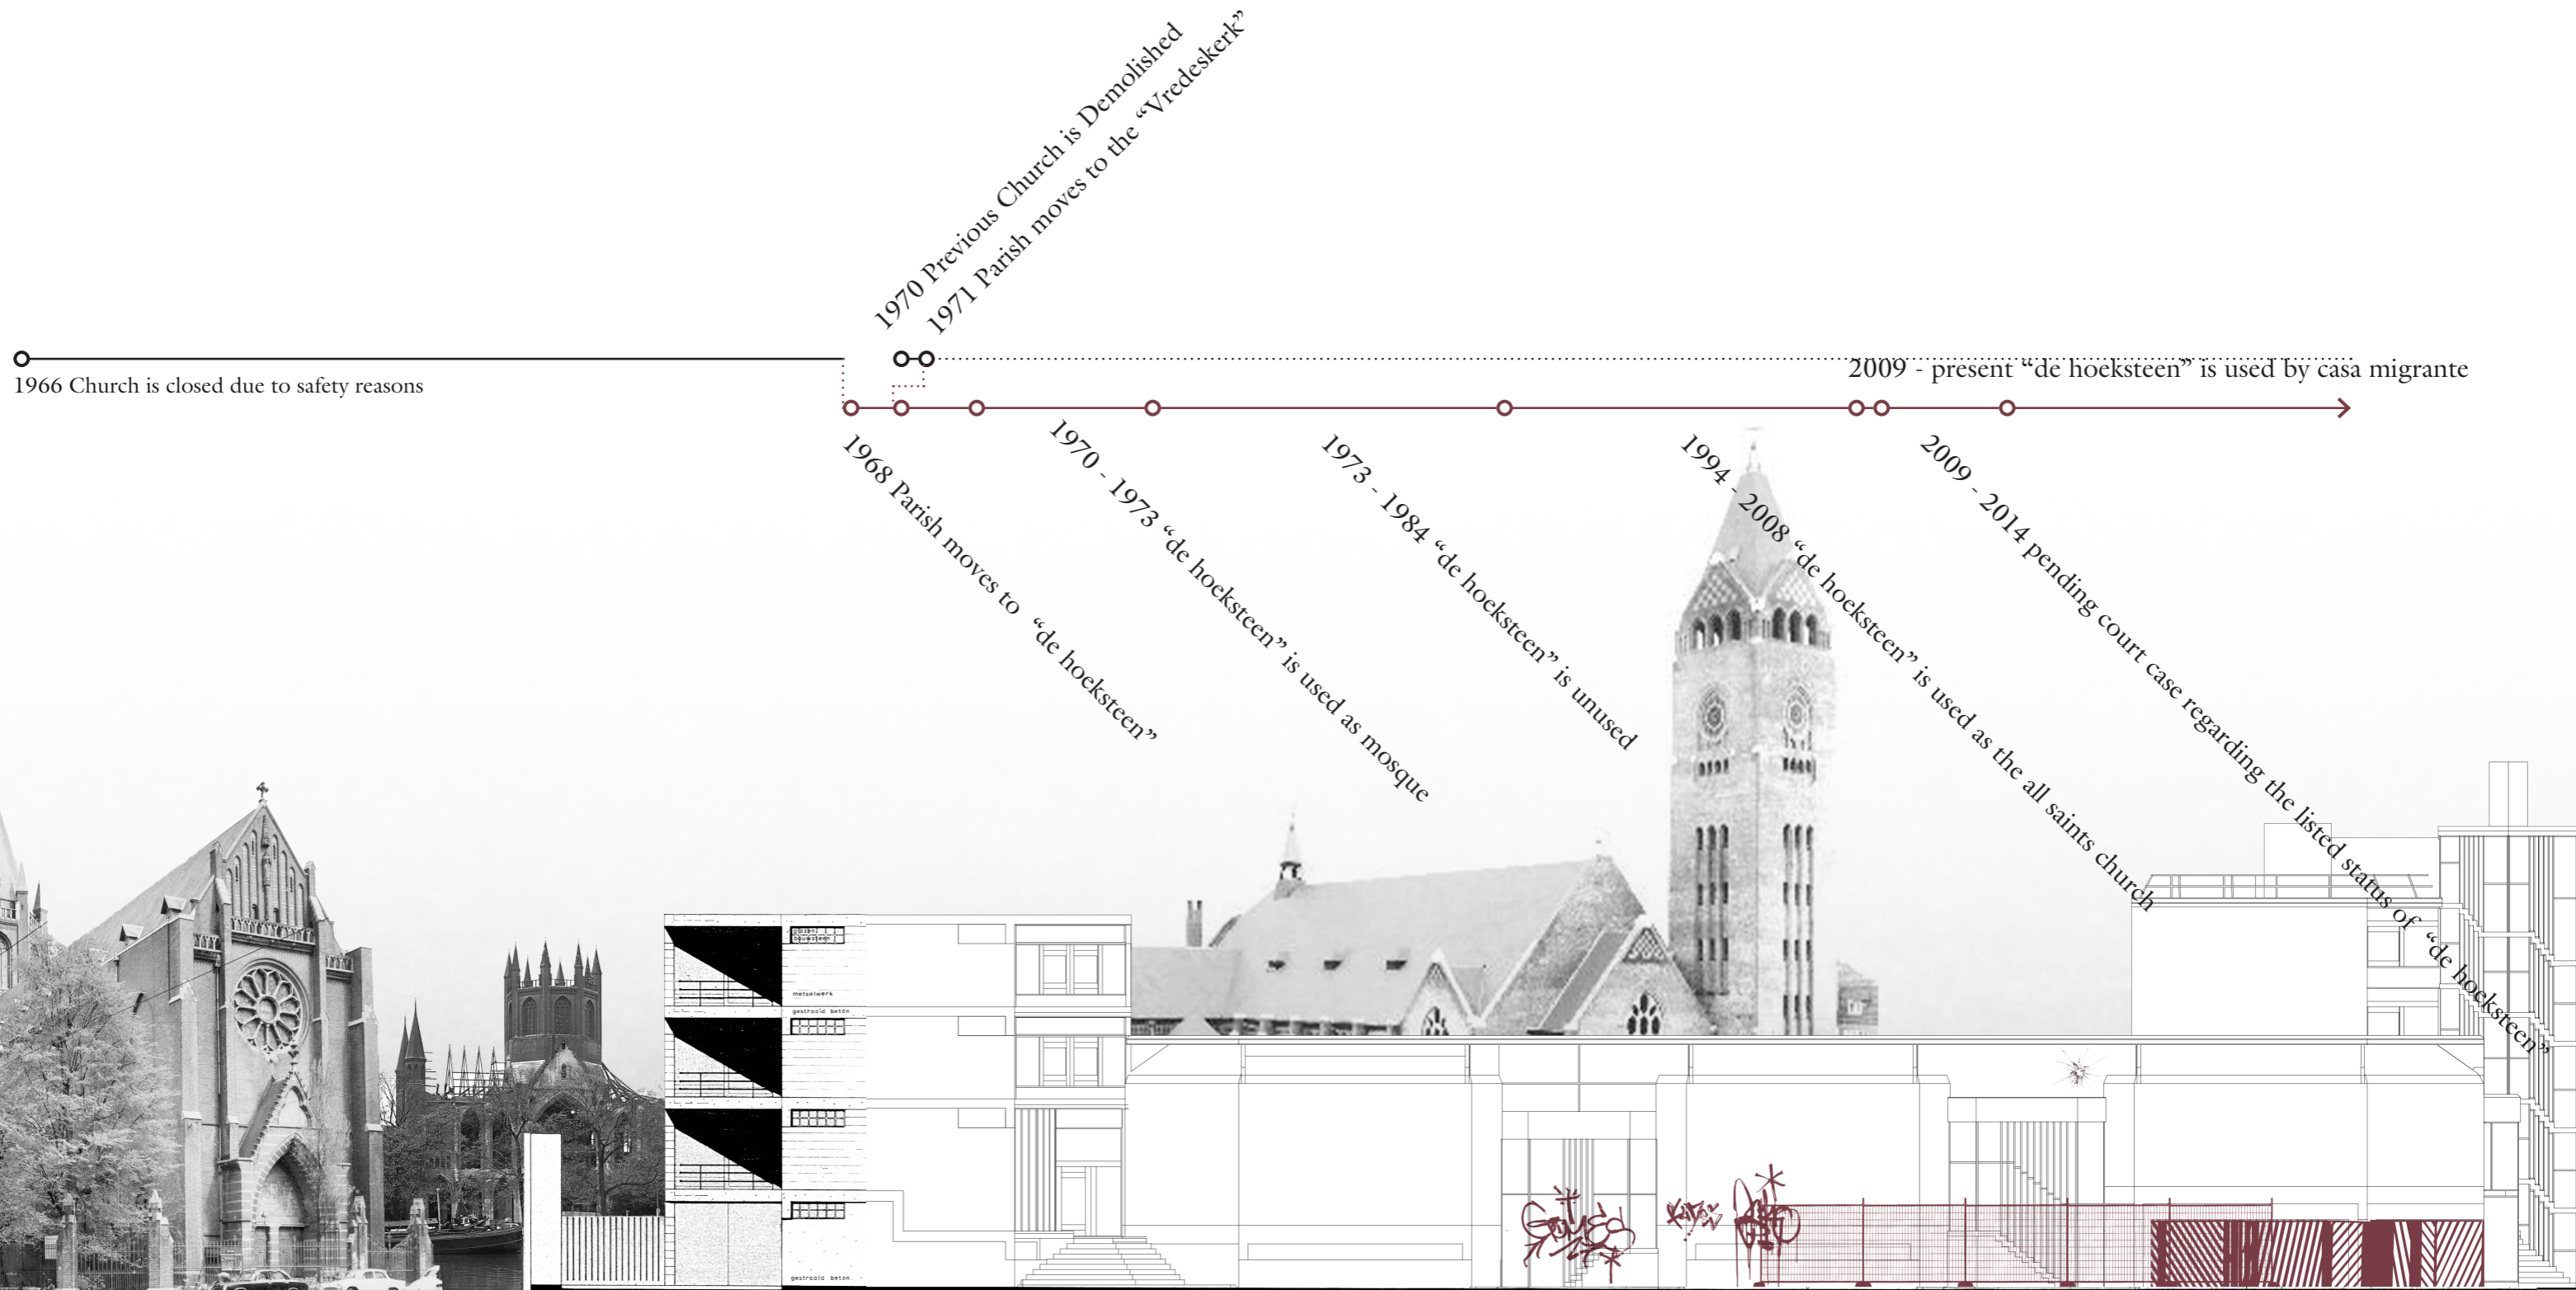 1970 Previous Church is Demolished
1971 Parish moves to the “Vredeskerk”
1966 Church is closed due to safety reasons
2009 - present “de hoeksteen” is used by casa migrante
1968 Parish moves to “de hoeksteen”
1970 - 1973 “de hoeksteen” is used as mosque
1973 - 1984 “de hoeksteen” is unused
1994 - 2008 “de hoeksteen” is used as the all saints church
2009 - 2014 pending court case regarding the listed status of “de hoeksteen”
glazen
bouwsteen
metselwerk
gestraald beton
gestraald beton